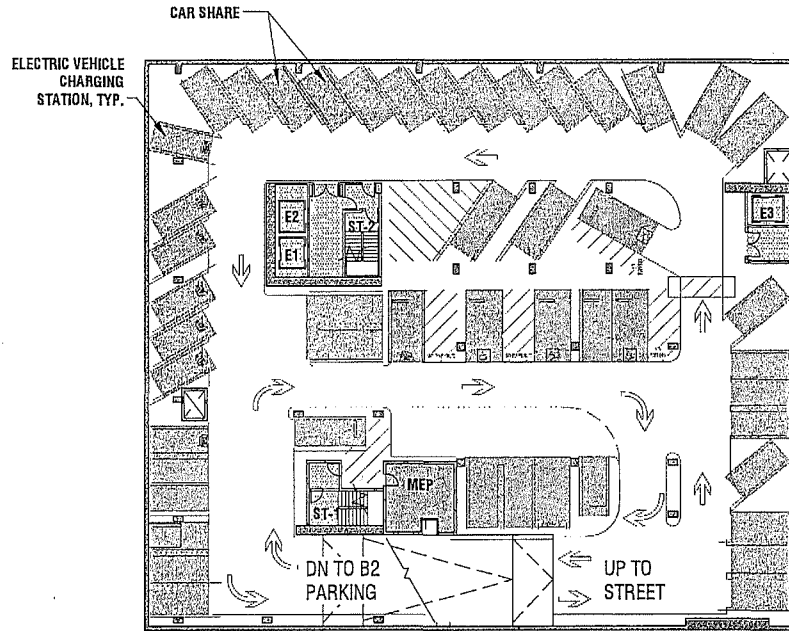 CAR SHARE
ELECTRIC VEHICLE
CHARGING
STATION, TYP.
E2
E1
ST-2
E3
ST-1
MEP
DN TO B2
PARKING
UP TO
STREET